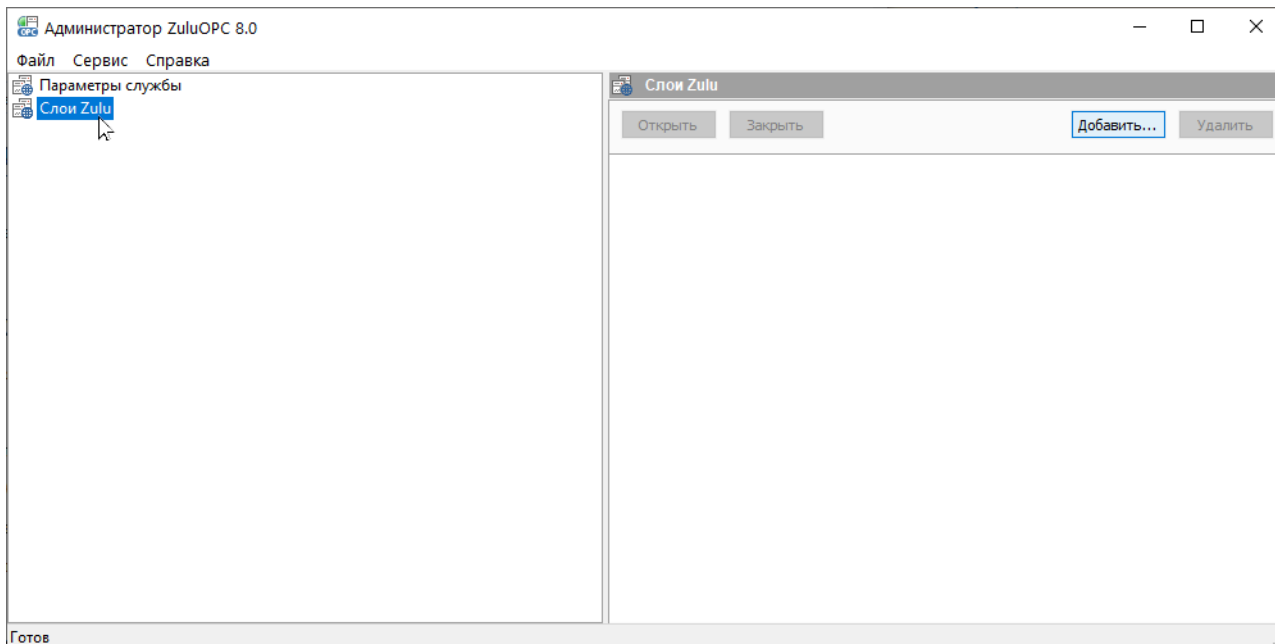 Администратор ZuluOPC 8.0
Файл Сервис Справка
Параметры службы
Слои Zulu
Слои Zulu
Открыть Закрыть Добавить... Удалить
Готов